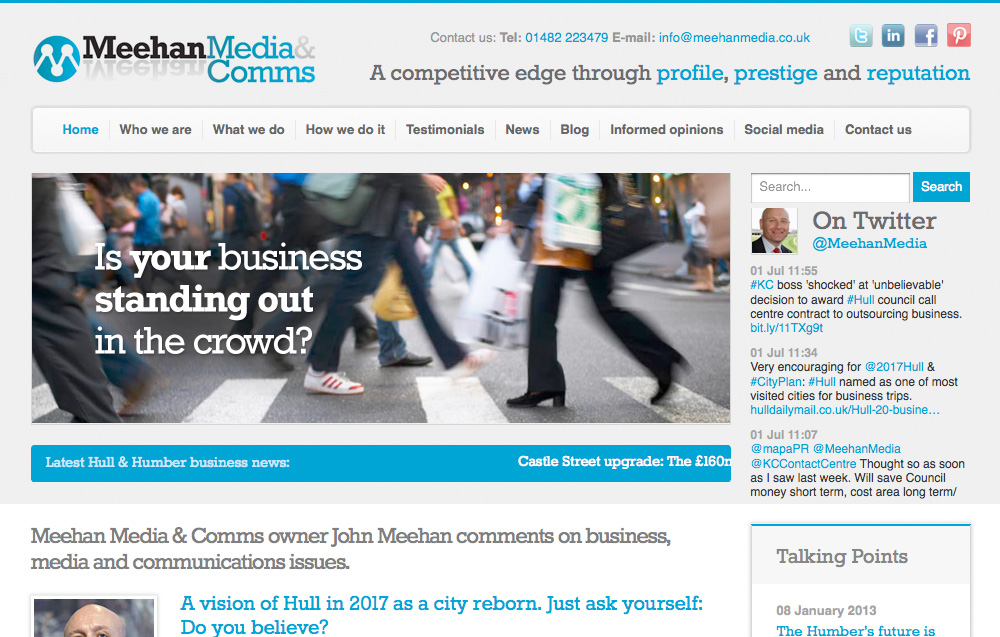 MeehanMedia&
Comms
Contact us: Tel: 01482 223479 E-mail: info@meehanmedia.co.uk
A competitive edge through profile, prestige and reputation
Home Who we are What we do How we do it Testimonials News Blog Informed opinions Social media Contact us
Is your business
standing out
in the crowd?
Search... Search
On Twitter
@MeehanMedia
01 Jul 11:55
#KC boss 'shocked' at 'unbelievable'
decision to award #Hull council call
centre contract to outsourcing business.
bit.ly/11TXg9t
01 Jul 11:34
Very encouraging for @2017Hull &
#CityPlan: #Hull named as one of most
visited cities for business trips.
hulldailymail.co.uk/Hull-20-busine…
01 Jul 11:07
@mapaPR @MeehanMedia
@KCContactCentre Thought so as soon
as I saw last week. Will save Council
money short term, cost area long term/
Latest Hull & Humber business news: Castle Street upgrade: The £160m
Meehan Media & Comms owner John Meehan comments on business,
media and communications issues.
A vision of Hull in 2017 as a city reborn. Just ask yourself:
Do you believe?
Talking Points
08 January 2013
The Humber's future is